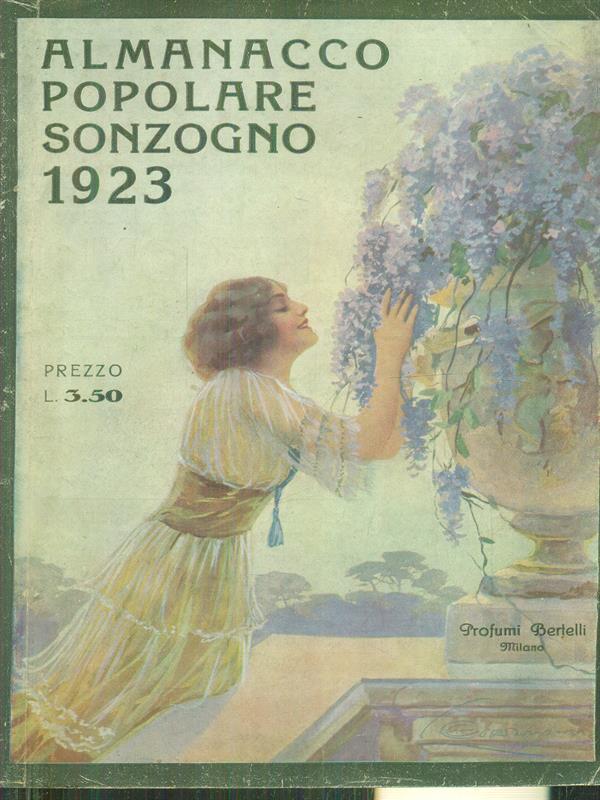 ALMANACCO
POPOLARE
SONZOGNO
1923
PREZZO
L. 3.50
Profumi Bertelli
Milano